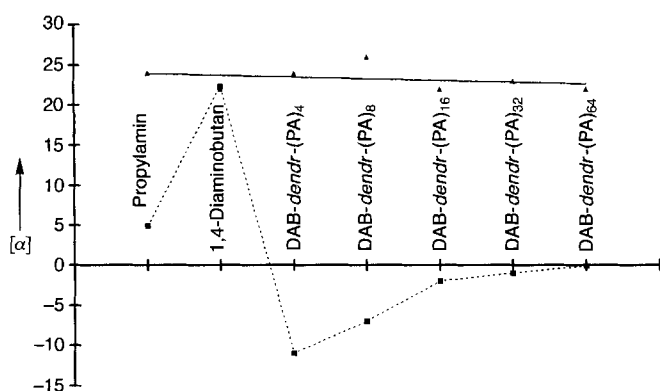 30
25
20
15
10
5
0
−5
−10
−15
[α]
Propylamin
1,4-Diaminobutan
DAB-dendr-(PA)₄
DAB-dendr-(PA)₈
DAB-dendr-(PA)₁₆
DAB-dendr-(PA)₃₂
DAB-dendr-(PA)₆₄